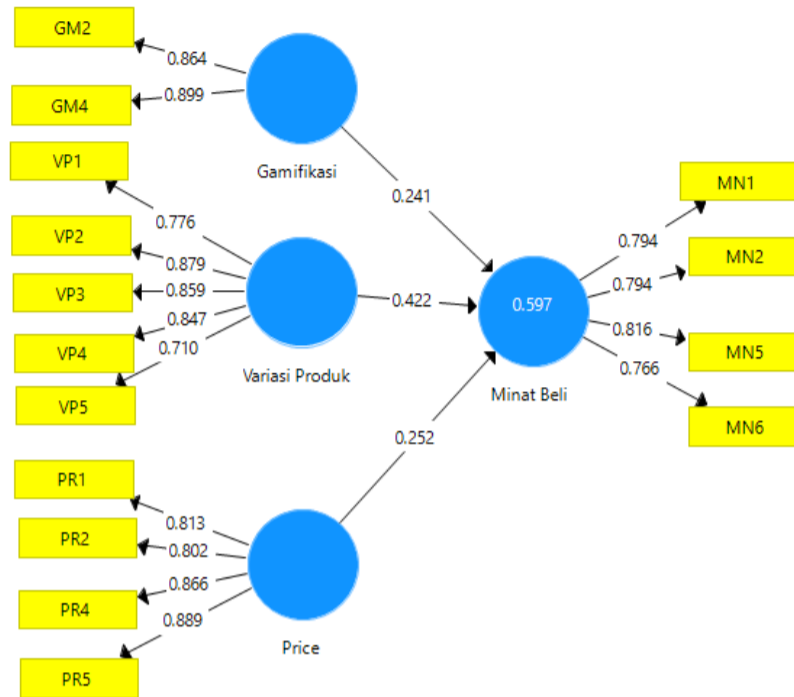 GM2
0.864
GM4
0.899
Gamifikasi
0.241
VP1
0.776
VP2
0.879
VP3
0.859
VP4
0.847
VP5
0.710
Variasi Produk
0.422
PR1
0.813
PR2
0.802
PR4
0.866
PR5
0.889
Price
0.252
0.597
Minat Beli
MN1
0.794
MN2
0.794
MN5
0.816
MN6
0.766